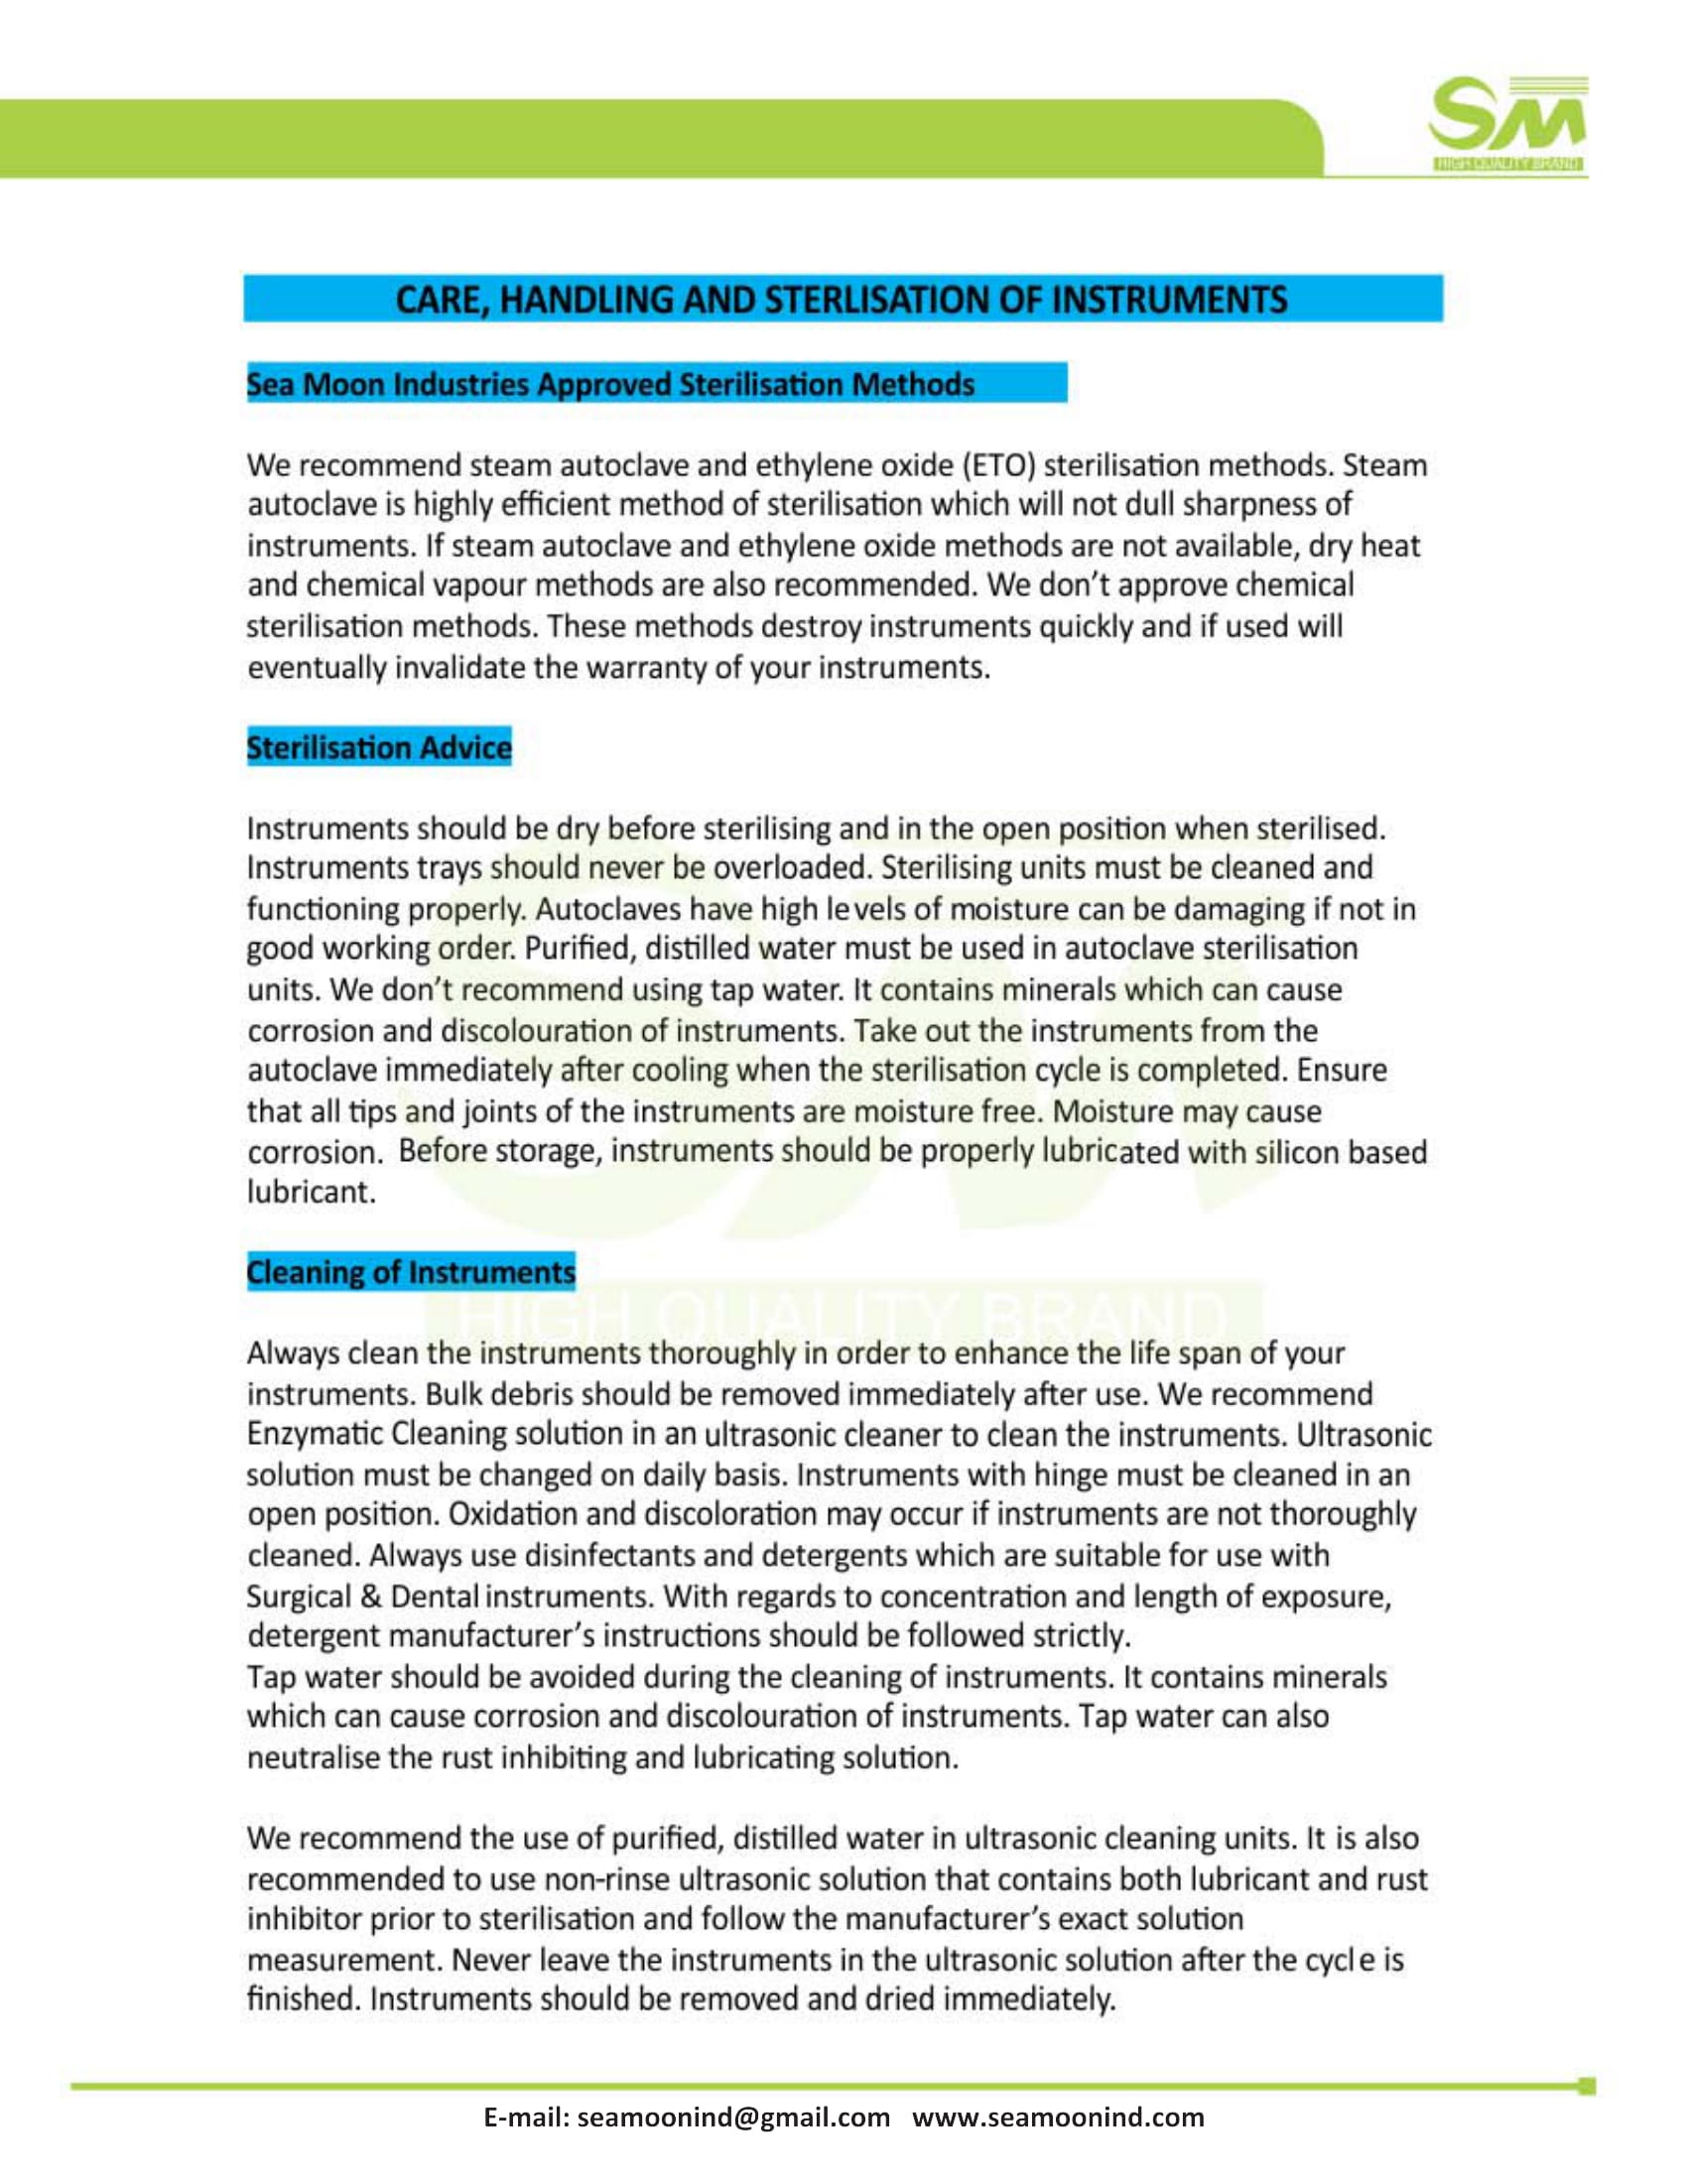 SM
HIGH QUALITY BRAND
CARE, HANDLING AND STERLISATION OF INSTRUMENTS
Sea Moon Industries Approved Sterilisation Methods
We recommend steam autoclave and ethylene oxide (ETO) sterilisation methods. Steam
autoclave is highly efficient method of sterilisation which will not dull sharpness of
instruments. If steam autoclave and ethylene oxide methods are not available, dry heat
and chemical vapour methods are also recommended. We don't approve chemical
sterilisation methods. These methods destroy instruments quickly and if used will
eventually invalidate the warranty of your instruments.
Sterilisation Advice
Instruments should be dry before sterilising and in the open position when sterilised.
Instruments trays should never be overloaded. Sterilising units must be cleaned and
functioning properly. Autoclaves have high levels of moisture can be damaging if not in
good working order. Purified, distilled water must be used in autoclave sterilisation
units. We don't recommend using tap water. It contains minerals which can cause
corrosion and discolouration of instruments. Take out the instruments from the
autoclave immediately after cooling when the sterilisation cycle is completed. Ensure
that all tips and joints of the instruments are moisture free. Moisture may cause
corrosion. Before storage, instruments should be properly lubricated with silicon based
lubricant.
Cleaning of Instruments
HIGH QUALITY BRAND
Always clean the instruments thoroughly in order to enhance the life span of your
instruments. Bulk debris should be removed immediately after use. We recommend
Enzymatic Cleaning solution in an ultrasonic cleaner to clean the instruments. Ultrasonic
solution must be changed on daily basis. Instruments with hinge must be cleaned in an
open position. Oxidation and discoloration may occur if instruments are not thoroughly
cleaned. Always use disinfectants and detergents which are suitable for use with
Surgical & Dental instruments. With regards to concentration and length of exposure,
detergent manufacturer's instructions should be followed strictly.
Tap water should be avoided during the cleaning of instruments. It contains minerals
which can cause corrosion and discolouration of instruments. Tap water can also
neutralise the rust inhibiting and lubricating solution.
We recommend the use of purified, distilled water in ultrasonic cleaning units. It is also
recommended to use non-rinse ultrasonic solution that contains both lubricant and rust
inhibitor prior to sterilisation and follow the manufacturer's exact solution
measurement. Never leave the instruments in the ultrasonic solution after the cycle is
finished. Instruments should be removed and dried immediately.
E-mail: seamoonind@gmail.com www.seamoonind.com